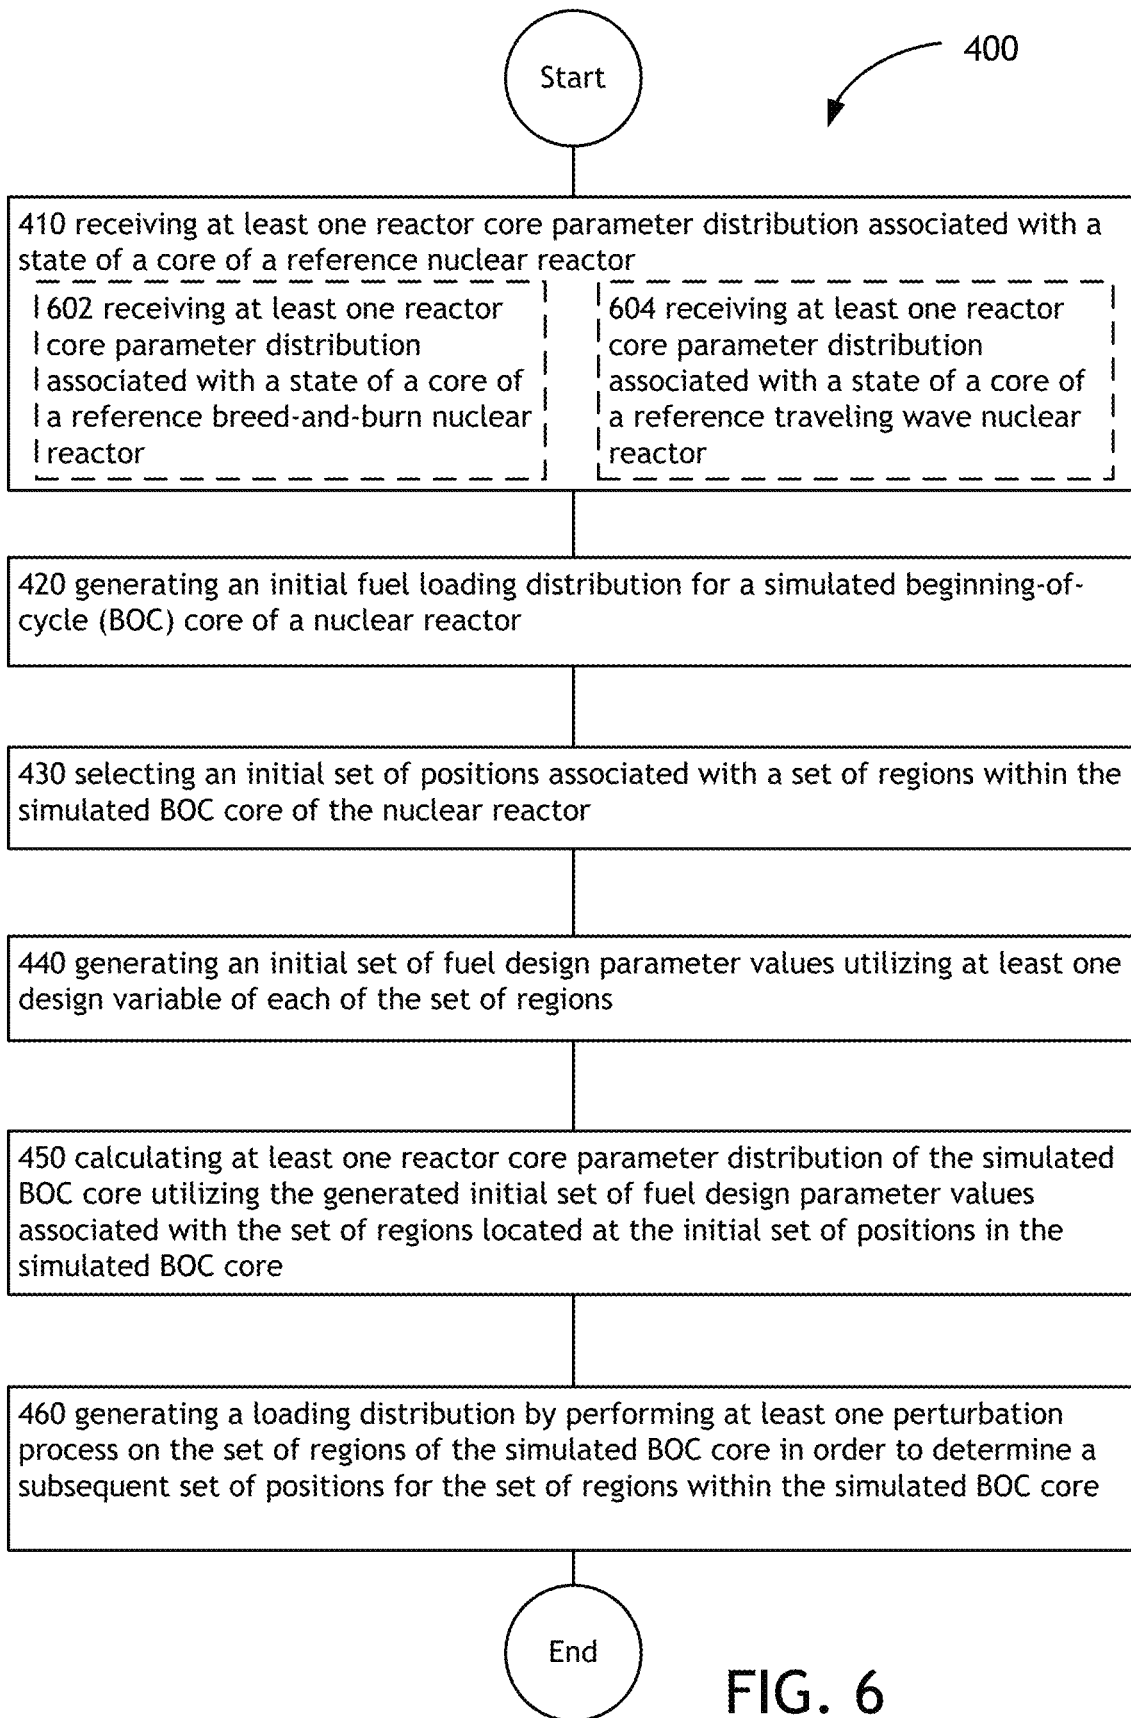 Start
400
410 receiving at least one reactor core parameter distribution associated with a
state of a core of a reference nuclear reactor
602 receiving at least one reactor
core parameter distribution
associated with a state of a core of
a reference breed-and-burn nuclear
reactor
604 receiving at least one reactor
core parameter distribution
associated with a state of a core of
a reference traveling wave nuclear
reactor
420 generating an initial fuel loading distribution for a simulated beginning-of-
cycle (BOC) core of a nuclear reactor
430 selecting an initial set of positions associated with a set of regions within the
simulated BOC core of the nuclear reactor
440 generating an initial set of fuel design parameter values utilizing at least one
design variable of each of the set of regions
450 calculating at least one reactor core parameter distribution of the simulated
BOC core utilizing the generated initial set of fuel design parameter values
associated with the set of regions located at the initial set of positions in the
simulated BOC core
460 generating a loading distribution by performing at least one perturbation
process on the set of regions of the simulated BOC core in order to determine a
subsequent set of positions for the set of regions within the simulated BOC core
End
FIG. 6